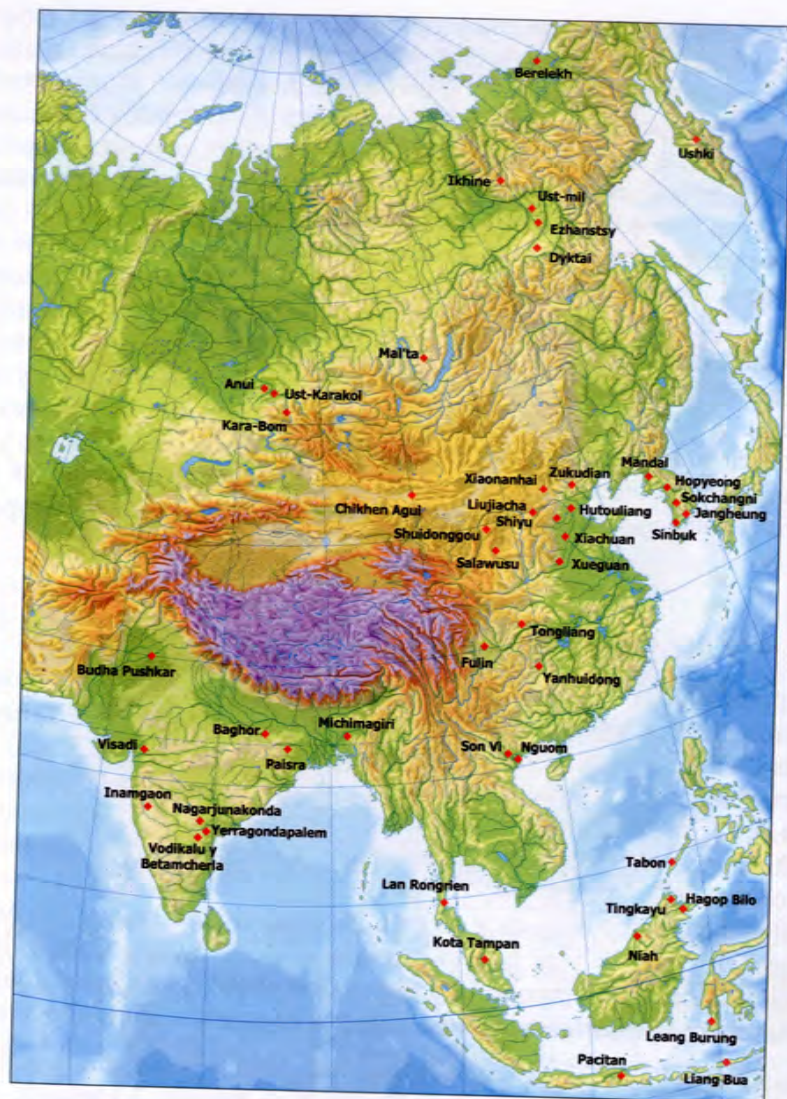 Berelekh
Ushki
Ikhine
Ust-mil
Ezhanstsy
Dyktai
Mal'ta
Anui
Ust-Karakol
Kara-Bom
Mandal
Zukudian
Xiaonanhai
Hopyeong
Sokchangni
Chikhen Agui
Liujiacha
Hutouliang
Jangheung
Shiyu
Shuidonggou
Sinbuk
Xiachuan
Salawusu
Xueguan
Tongliang
Fulin
Budha Pushkar
Yanhuidong
Michimagiri
Baghor
Visadi
Son Vi
Nguom
Paisra
Inamgaon
Nagarjunakonda
Yerragondapalem
Vodikalu y
Betamcherla
Tabon
Lan Rongrien
Hagop Bilo
Tingkayu
Kota Tampan
Niah
Leang Burung
Pacitan
Liang Bua